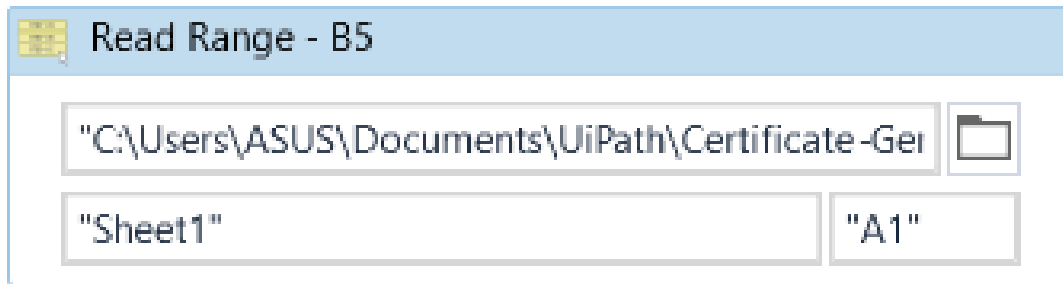 Read Range - B5
"C:\Users\ASUS\Documents\UiPath\Certificate-Ger
"Sheet1" "A1"